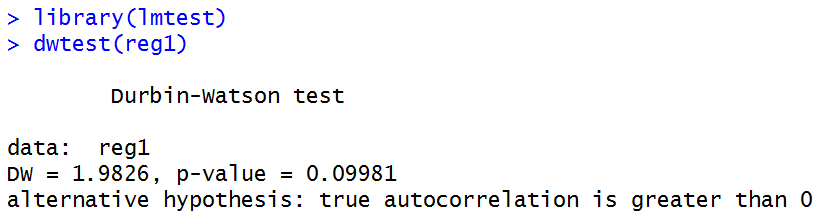 > library(lmtest)
> dwtest(reg1)
Durbin-Watson test
data: reg1
DW = 1.9826, p-value = 0.09981
alternative hypothesis: true autocorrelation is greater than 0